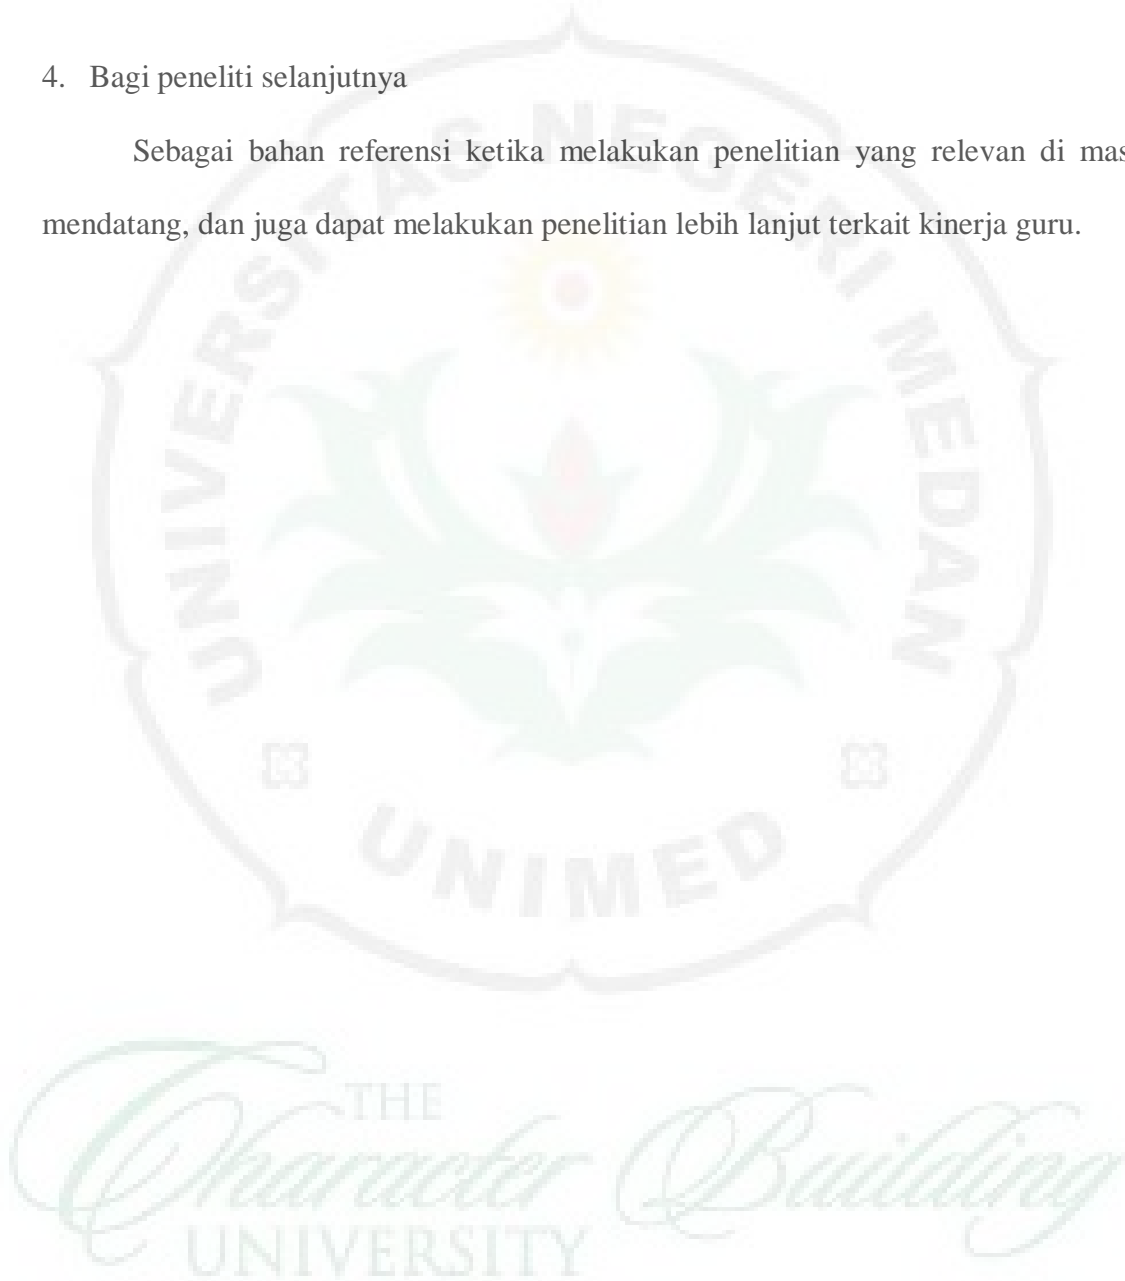 4. Bagi peneliti selanjutnya
Sebagai bahan referensi ketika melakukan penelitian yang relevan di mas
mendatang, dan juga dapat melakukan penelitian lebih lanjut terkait kinerja guru.
UNIVERSITAS NEGERI MEDAN
UNIMED
THE
Character Building
UNIVERSITY